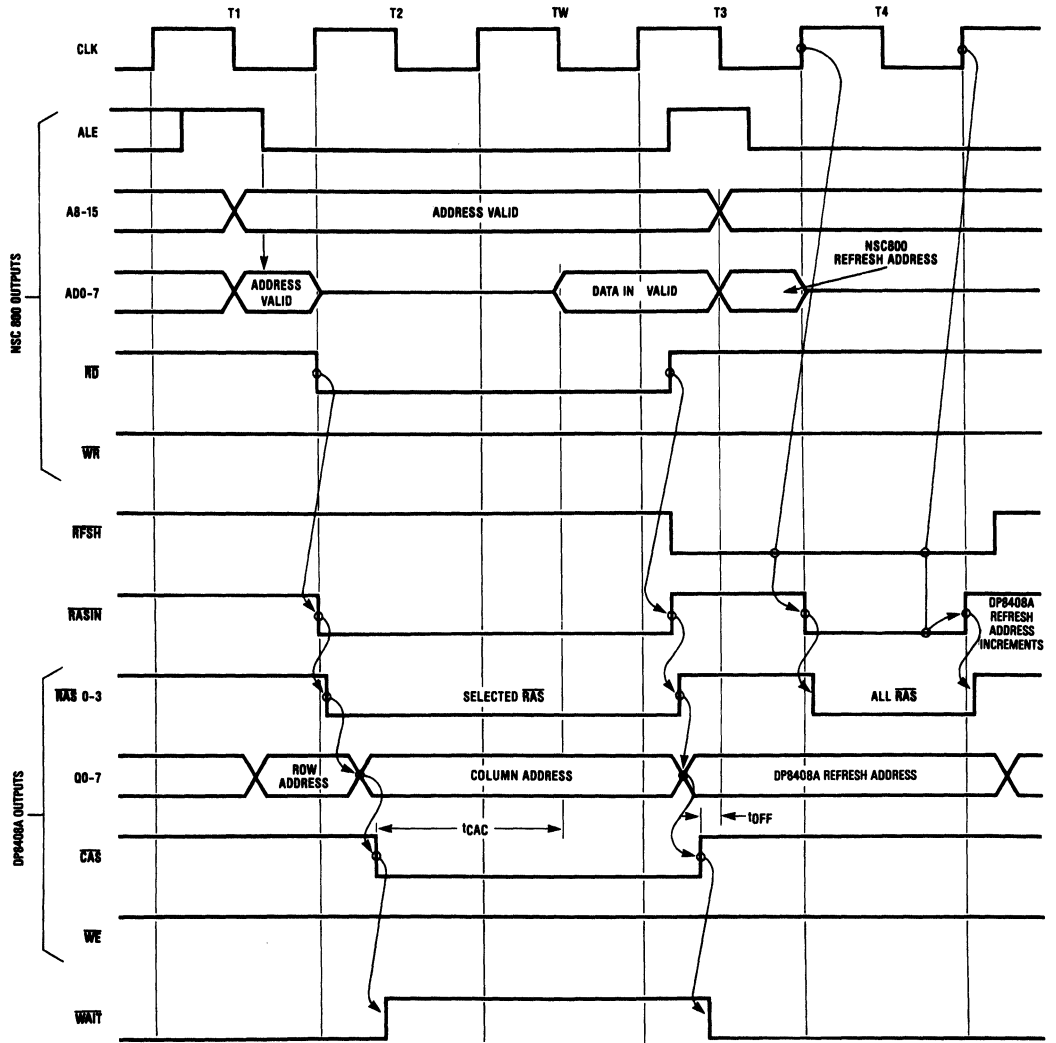 T1 T2 TW T3 T4
CLK
ALE
A8-15
ADDRESS VALID
NSC800
REFRESH ADDRESS
AD0-7
ADDRESS
VALID
DATA IN VALID
NSC 800 OUTPUTS
RD
WR
RFSH
RASIN
DP8408A
REFRESH
ADDRESS
INCREMENTS
RAS 0-3
SELECTED RAS
ALL RAS
Q0-7
ROW
ADDRESS
COLUMN ADDRESS
DP8408A REFRESH ADDRESS
DP8408A OUTPUTS
tCAC
tOFF
CAS
WE
WAIT